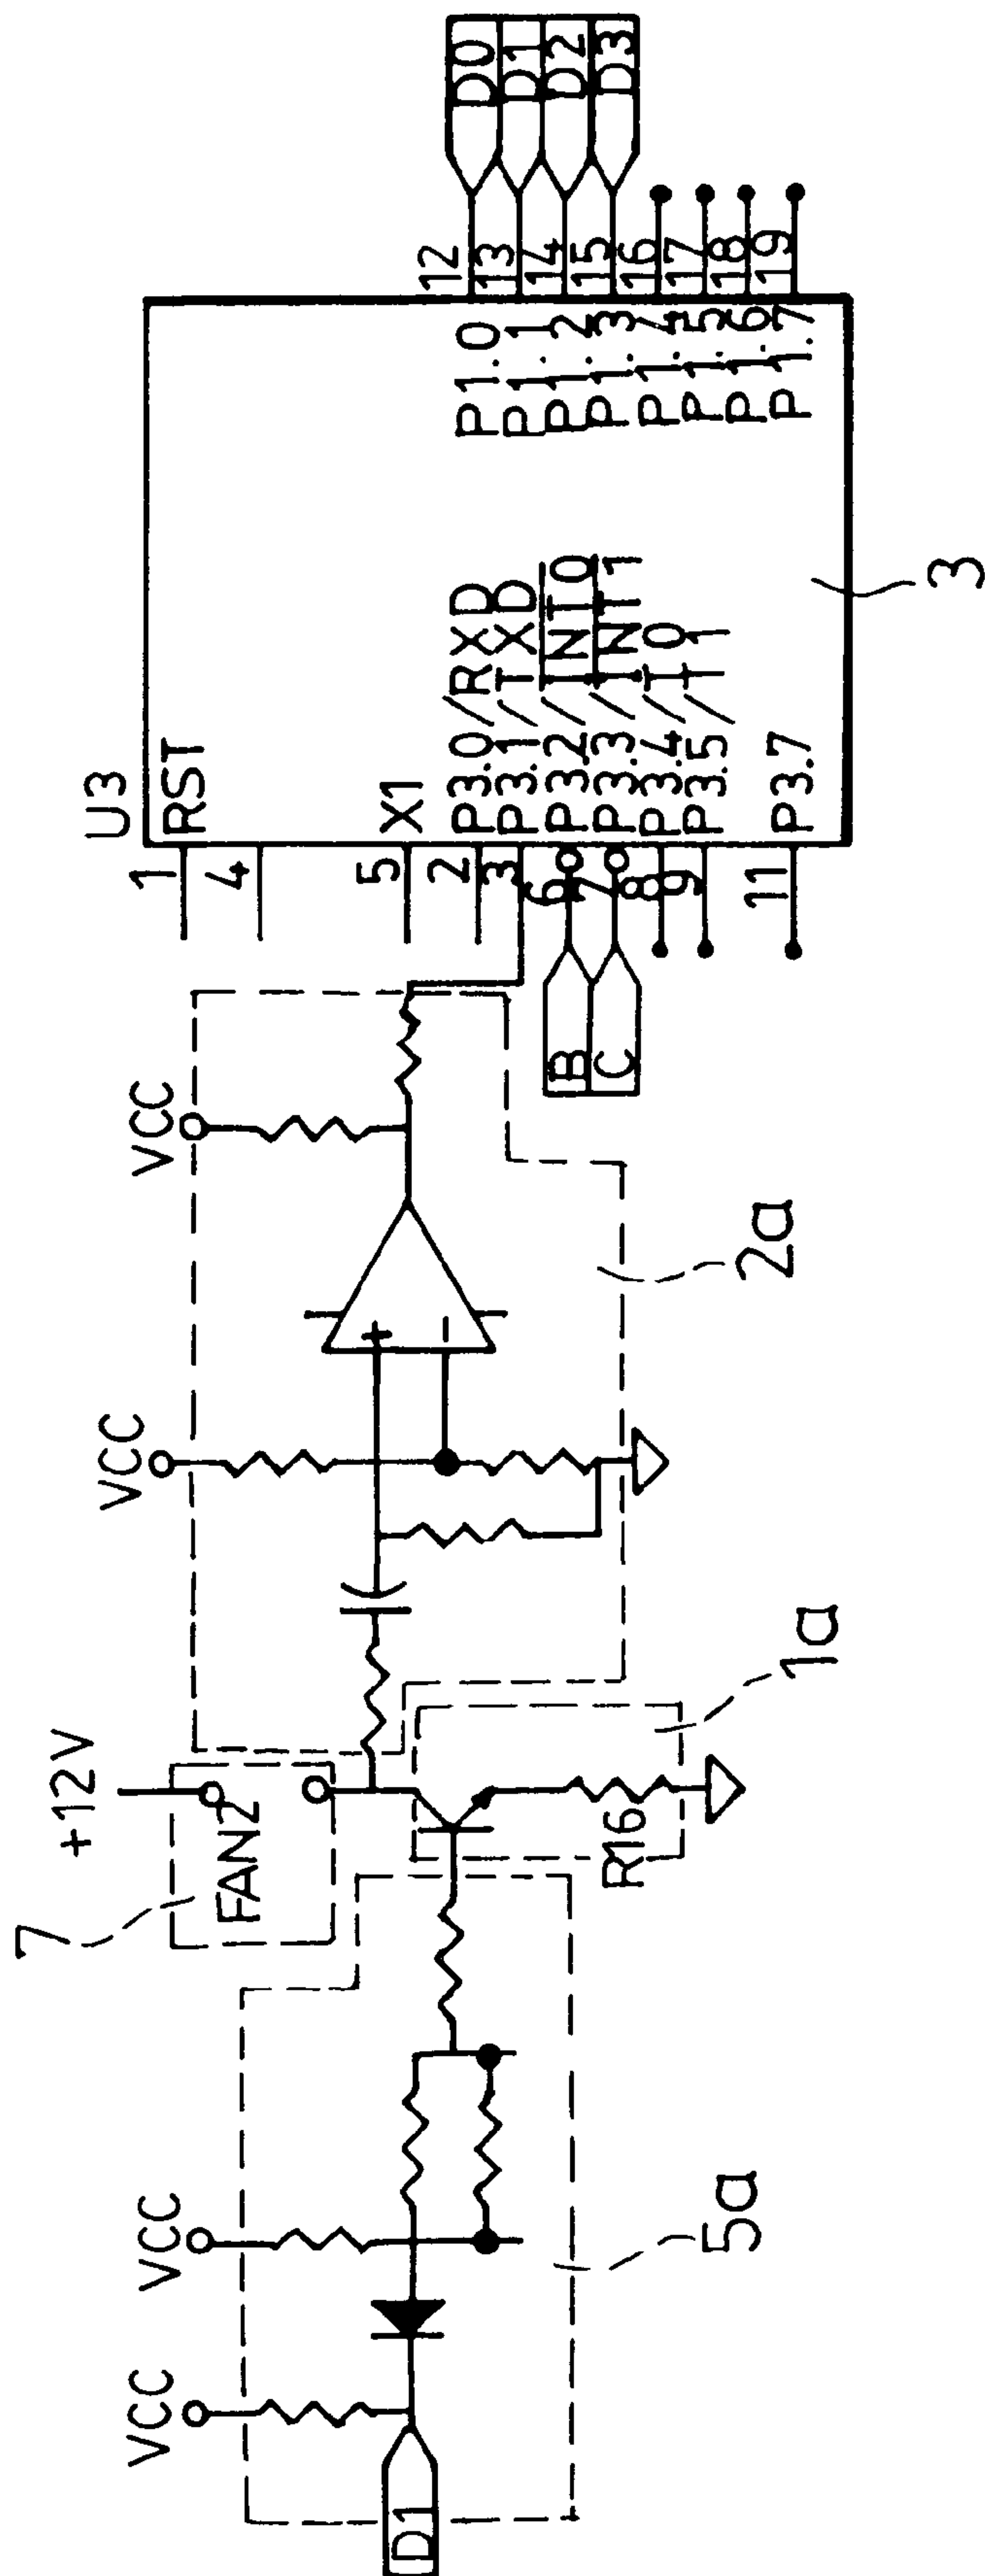 D1
VCC
VCC
5a
7
+12V
FAN2
R16
1a
VCC
+
-
2a
VCC
B
C
U3
1
4
5
2
3
6
7
8
9
11
RST
X1
P3.0/RXD
P3.1/TXD
P3.2/INT0
P3.3/INT1
P3.4/T0
P3.5/T1
P3.7
P1.0
P1.1
P1.2
P1.3
P1.4
P1.5
P1.6
P1.7
12
13
14
15
16
17
18
19
D0
D1
D2
D3
3